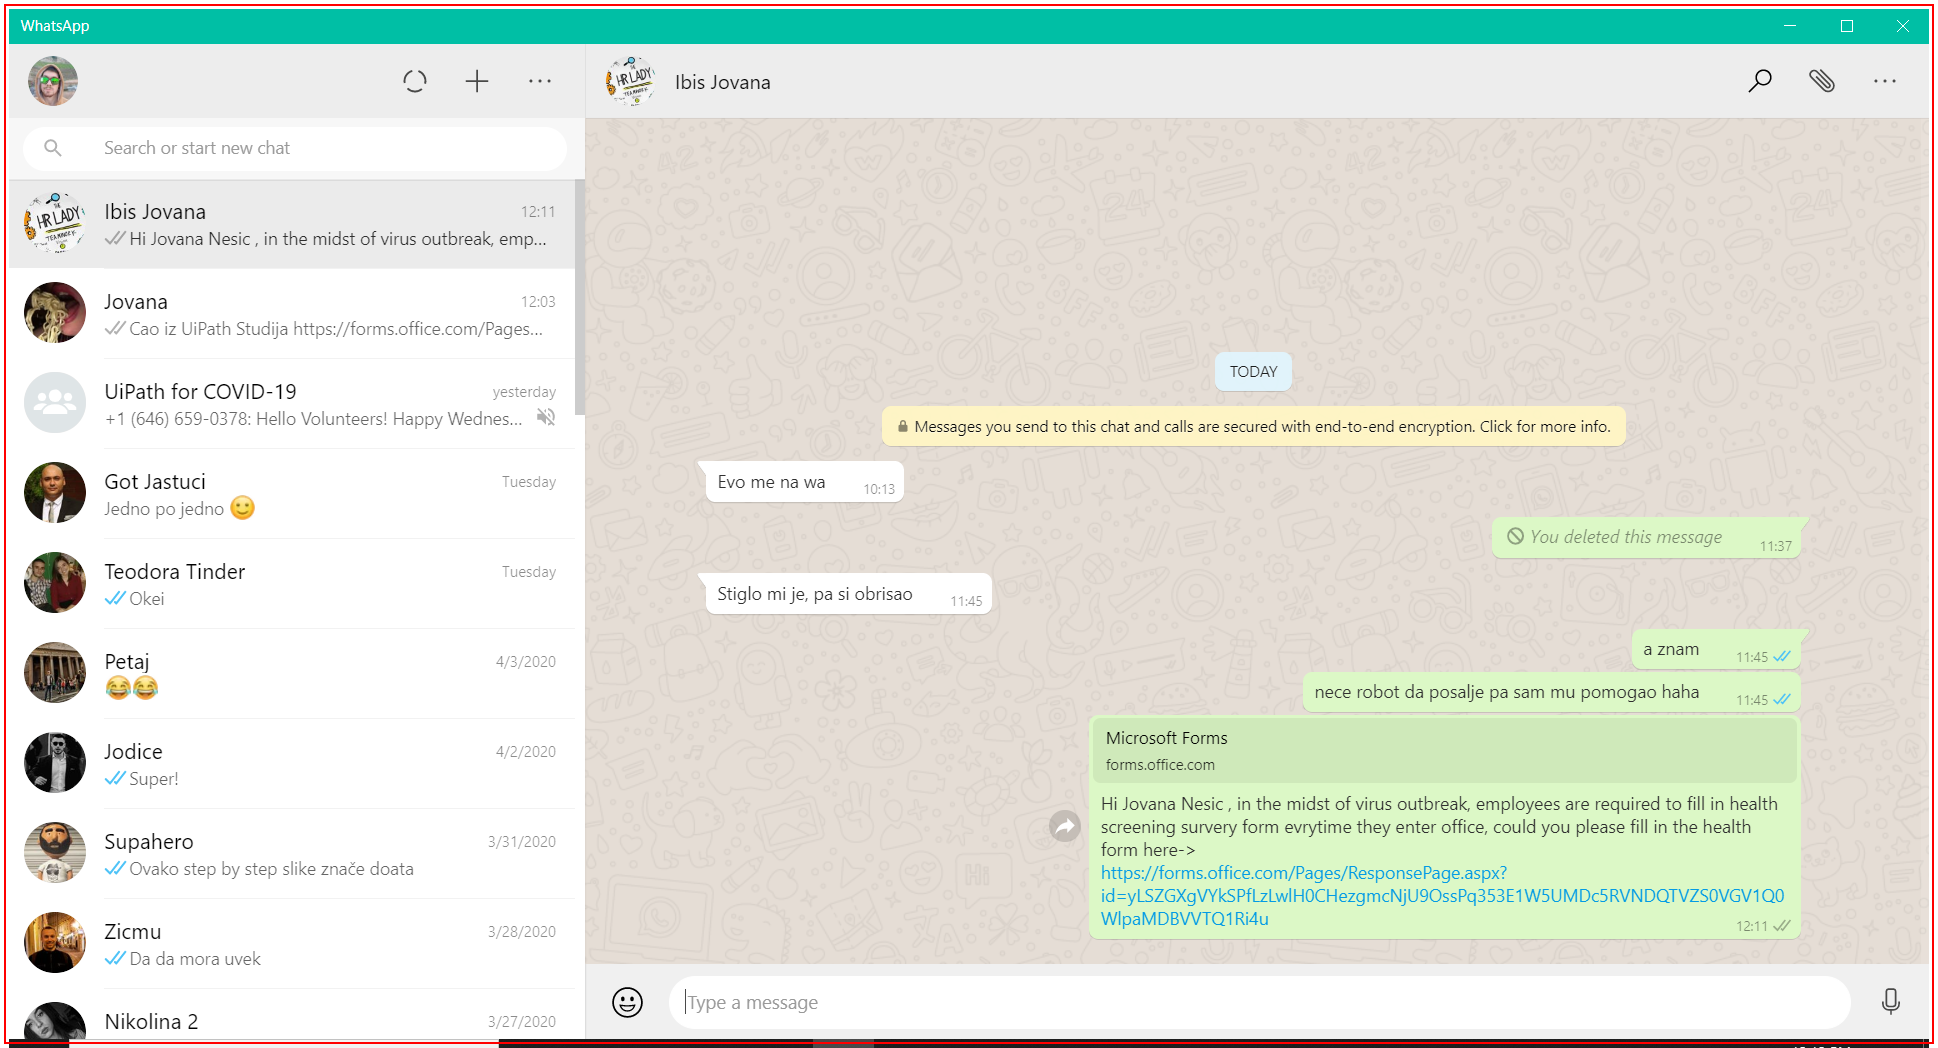 WhatsApp
Search or start new chat
Ibis Jovana
12:11
Hi Jovana Nesic , in the midst of virus outbreak, emp...
Jovana
12:03
Cao iz UiPath Studija https://forms.office.com/Pages...
UiPath for COVID-19
yesterday
+1 (646) 659-0378: Hello Volunteers! Happy Wednes...
Got Jastuci
Tuesday
Jedno po jedno 🙂
Teodora Tinder
Tuesday
Okei
Petaj
4/3/2020
😂😂
Jodice
4/2/2020
Super!
Supahero
3/31/2020
Ovako step by step slike znače doata
Zicmu
3/28/2020
Da da mora uvek
Nikolina 2
3/27/2020
THE
HR LADY
TEAMWORK
Ibis Jovana
TODAY
Messages you send to this chat and calls are secured with end-to-end encryption. Click for more info.
Evo me na wa
10:13
You deleted this message
11:37
Stiglo mi je, pa si obrisao
11:45
a znam
11:45
nece robot da posalje pa sam mu pomogao haha
11:45
Microsoft Forms
forms.office.com
Hi Jovana Nesic , in the midst of virus outbreak, employees are required to fill in health
screening survery form evrytime they enter office, could you please fill in the health
form here->
https://forms.office.com/Pages/ResponsePage.aspx?
id=yLSZGXgVYkSPfLzLwlH0CHezgmcNjU9OssPq353E1W5UMDc5RVNDQTVZS0VGV1Q0
WlpaMDBVVTQ1Ri4u
12:11
Type a message